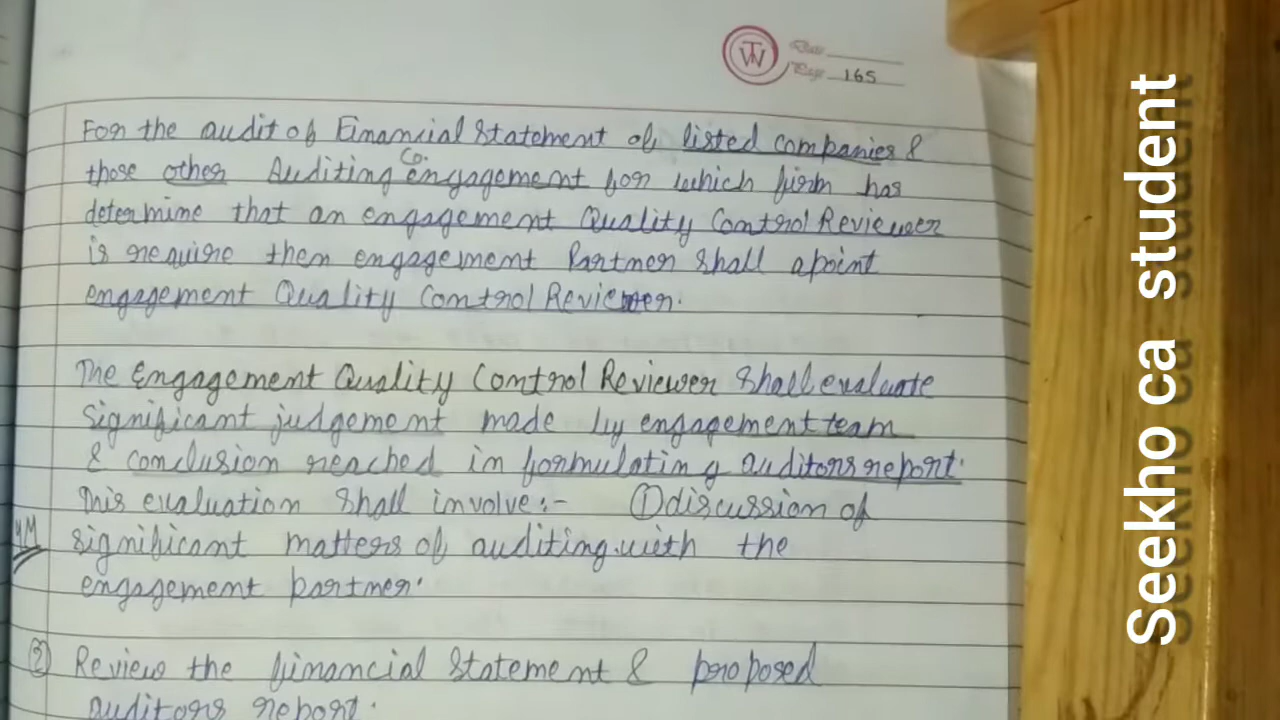 TW
Date
Page 165
For the audit of Financial Statement of listed companies &
Co.
those other Auditing engagement for which firm has
determine that an engagement Quality Control Reviewer
is require then engagement Partner shall apoint
engagement Quality Control Reviewer.
The Engagement Quality Control Reviewer shall evaluate
significant judgement made by engagement team
& conclusion reached in formulating auditors report.
This evaluation shall involve:- ① discussion of
4M
significant matters of auditing with the
engagement partner.
② Review the financial statement & proposed
auditors report.
Seekho ca student